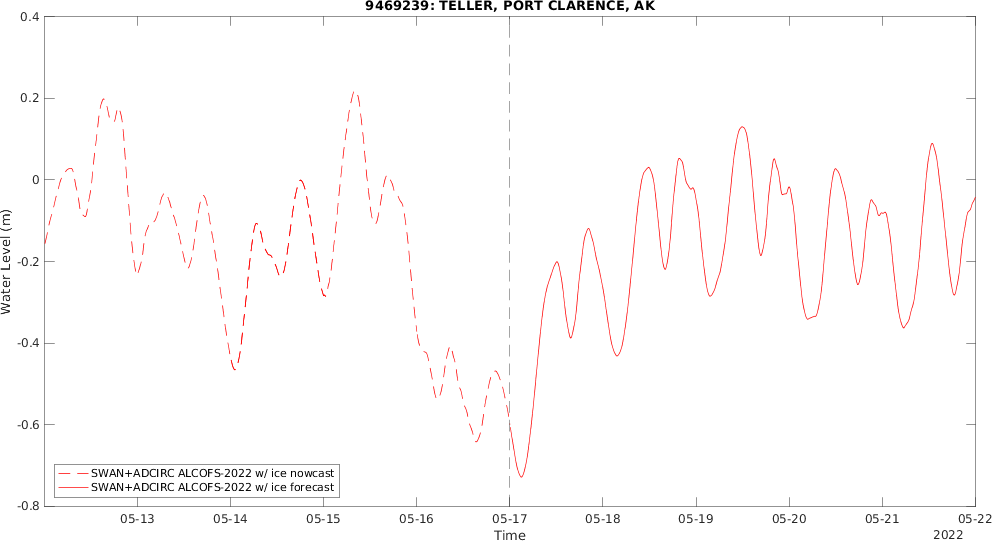 9469239: TELLER, PORT CLARENCE, AK
0.4
0.2
0
-0.2
-0.4
-0.6
-0.8
Water Level (m)
SWAN+ADCIRC ALCOFS-2022 w/ ice nowcast
SWAN+ADCIRC ALCOFS-2022 w/ ice forecast
05-13 05-14 05-15 05-16 05-17 05-18 05-19 05-20 05-21 05-22
Time
2022